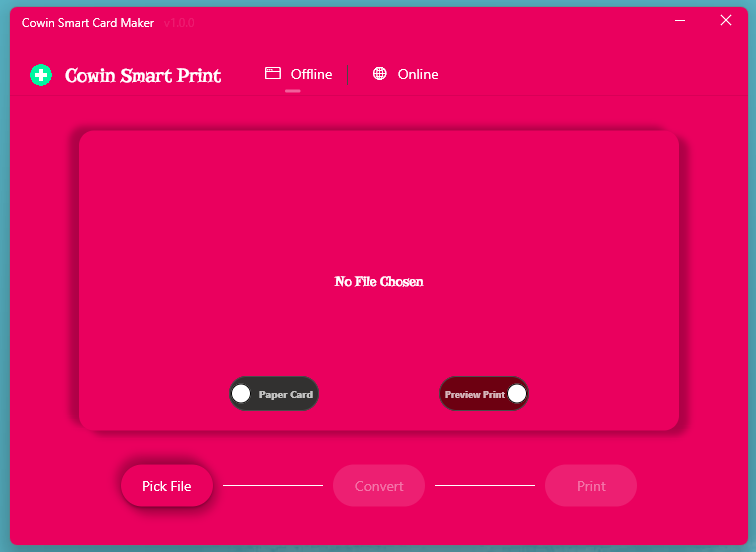 Cowin Smart Card Maker v1.0.0
Cowin Smart Print
Offline
Online
No File Chosen
Paper Card
Preview Print
Pick File
Convert
Print